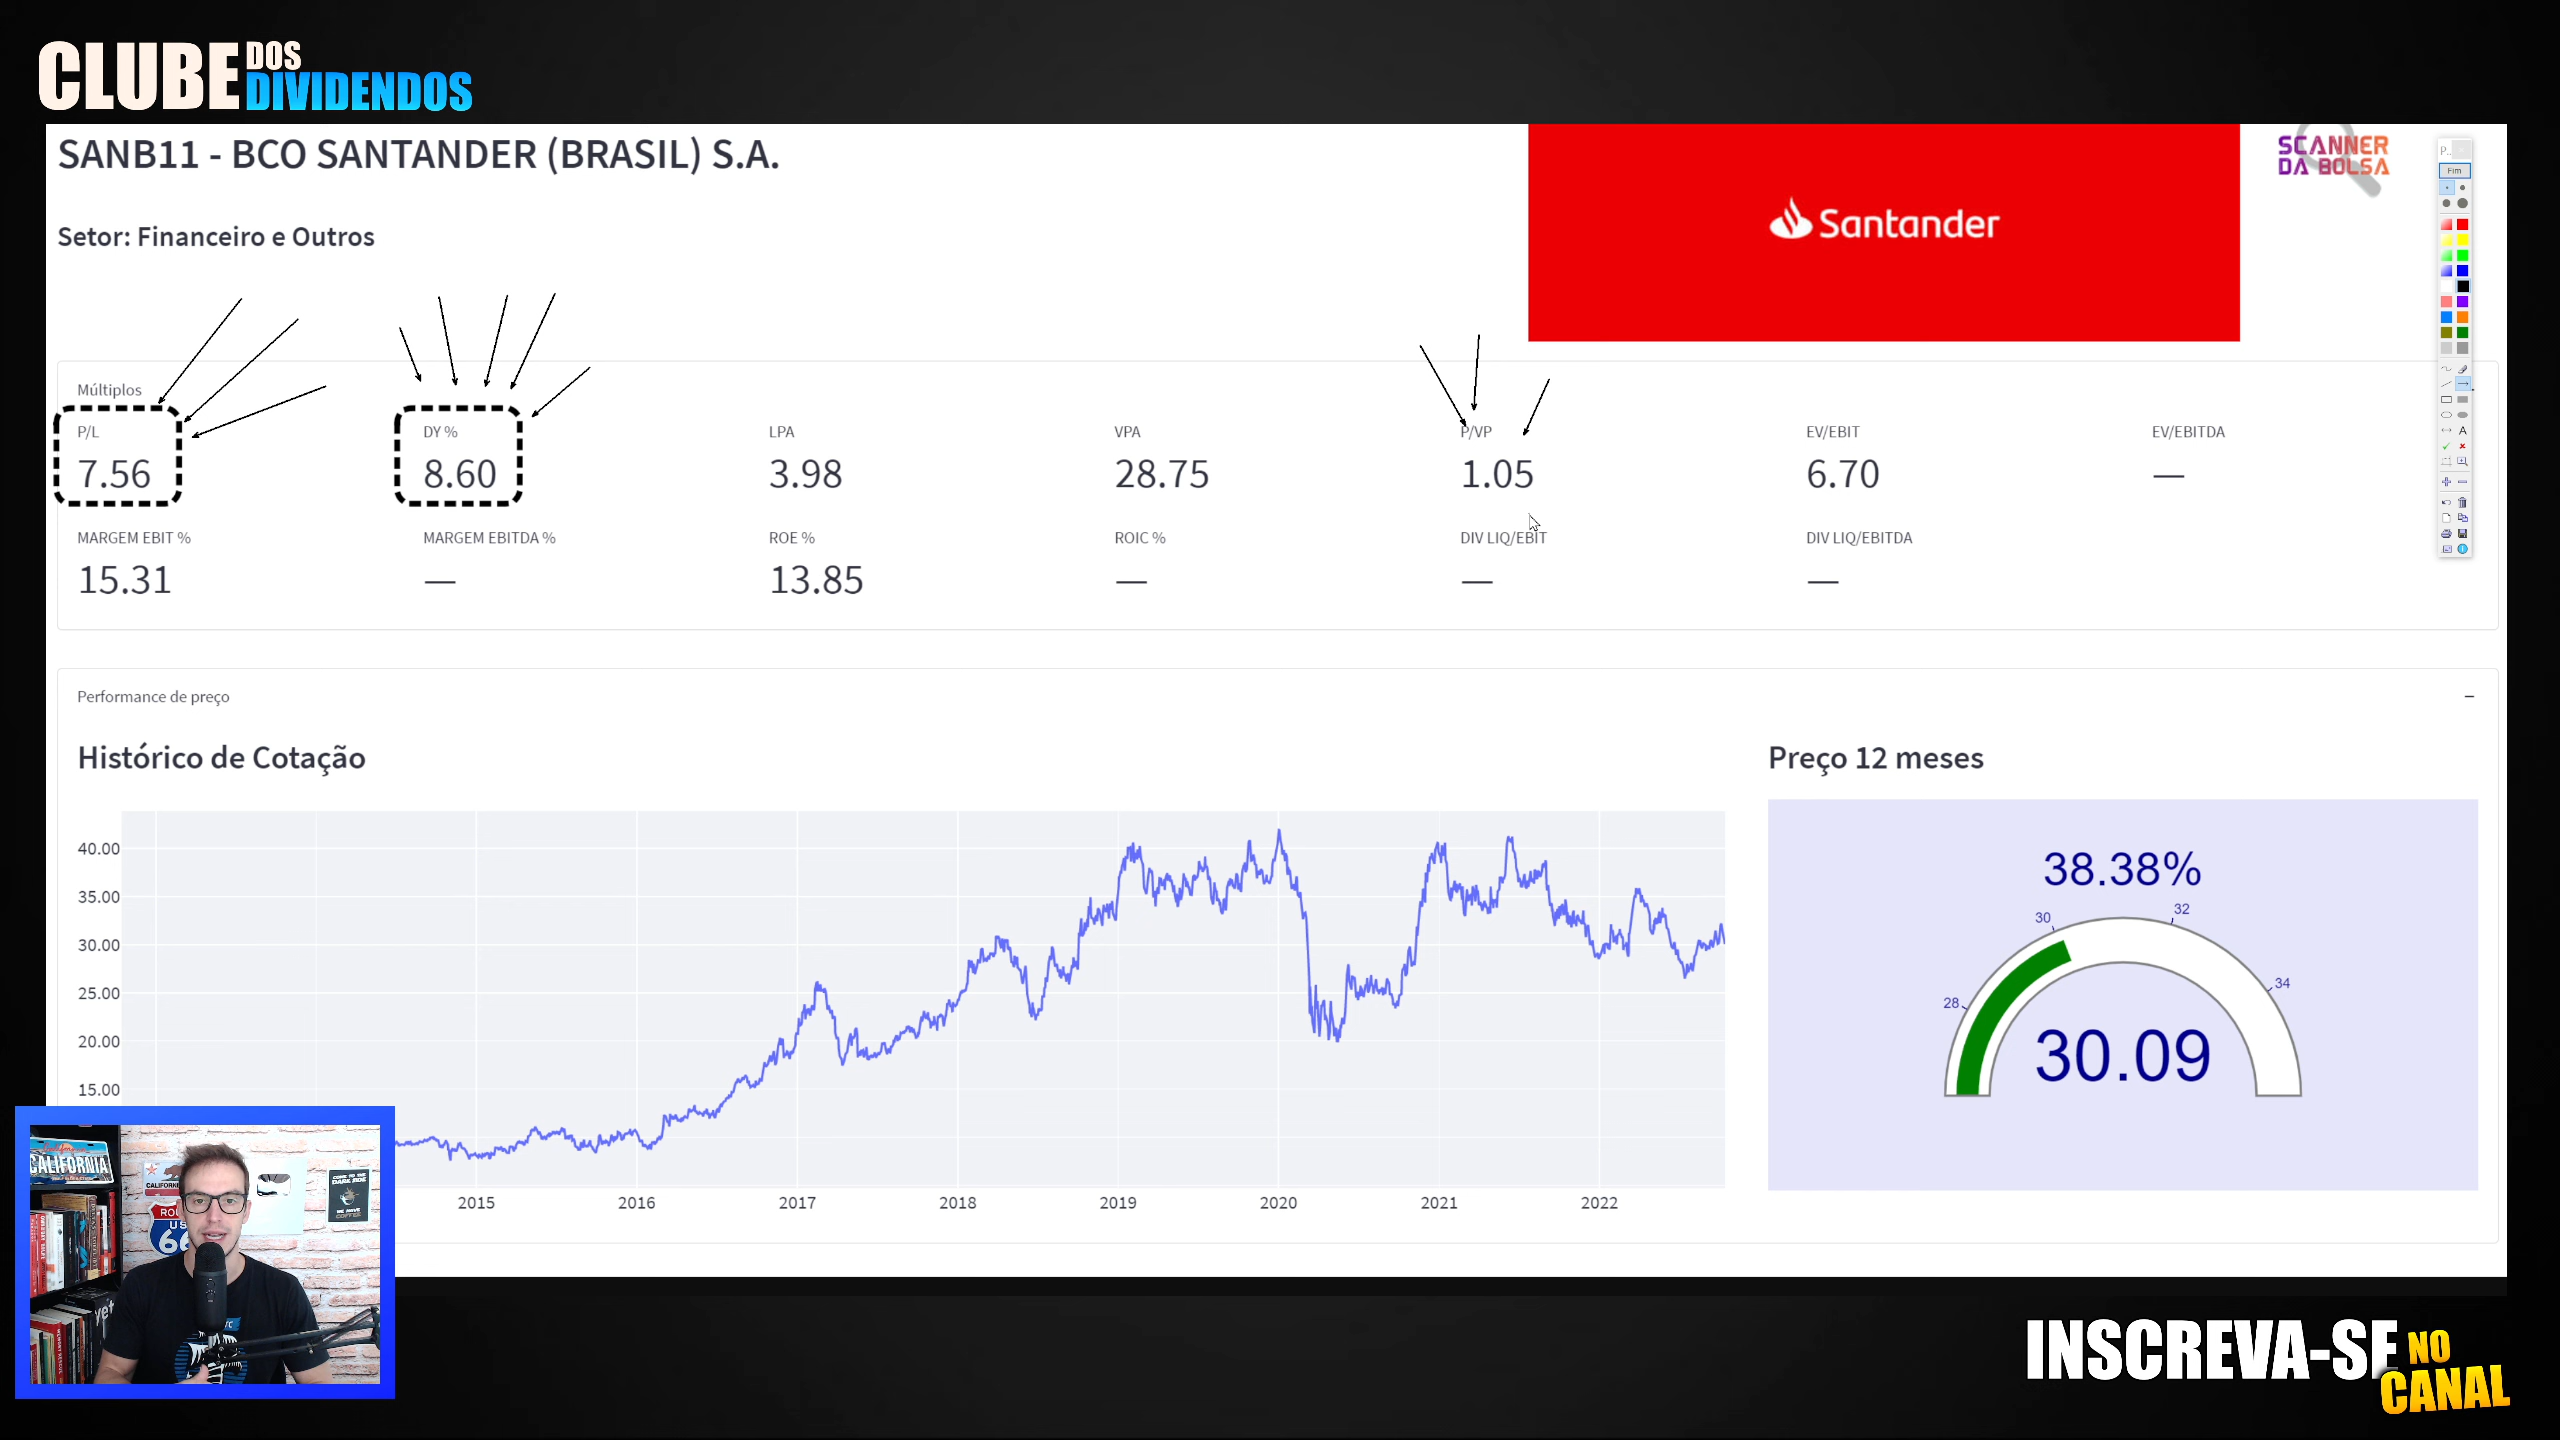 CLUBE DOS DIVIDENDOS
SANB11 - BCO SANTANDER (BRASIL) S.A.
Santander
SCANNER DA BOLSA
Setor: Financeiro e Outros
P..
Fim
Múltiplos
P/L DY % LPA VPA P/VP EV/EBIT EV/EBITDA
7.56 8.60 3.98 28.75 1.05 6.70 —
MARGEM EBIT % MARGEM EBITDA % ROE % ROIC % DIV LIQ/EBIT DIV LIQ/EBITDA
15.31 — 13.85 — — —
A
Performance de preço
Histórico de Cotação
40.00
35.00
30.00
25.00
20.00
15.00
2015 2016 2017 2018 2019 2020 2021 2022
Preço 12 meses
38.38%
28 30 32 34
30.09
CALIFORNIA
US
66
INSCREVA-SE NO CANAL